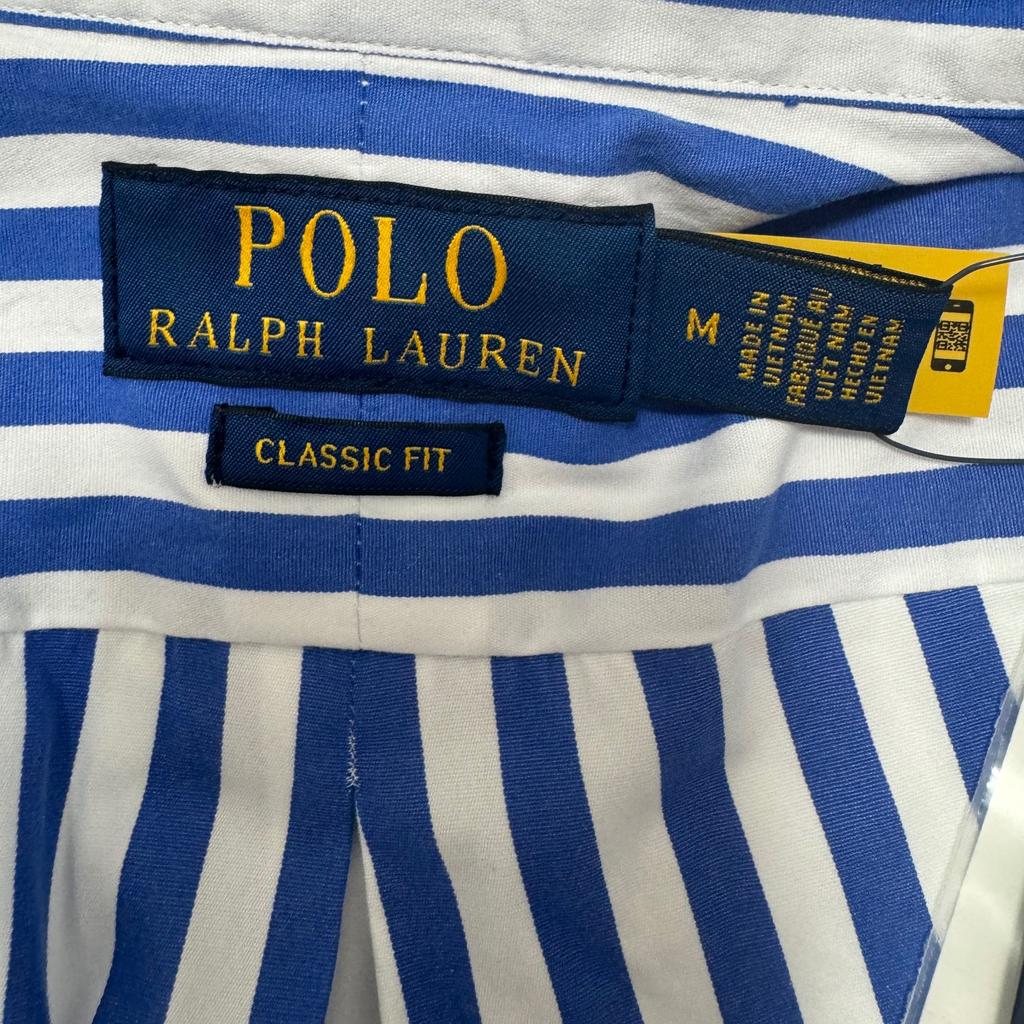 POLO
RALPH LAUREN
M
MADE IN
VIETNAM
FABRIQUÉ AU
VIÊT NAM
HECHO EN
VIETNAM
CLASSIC FIT